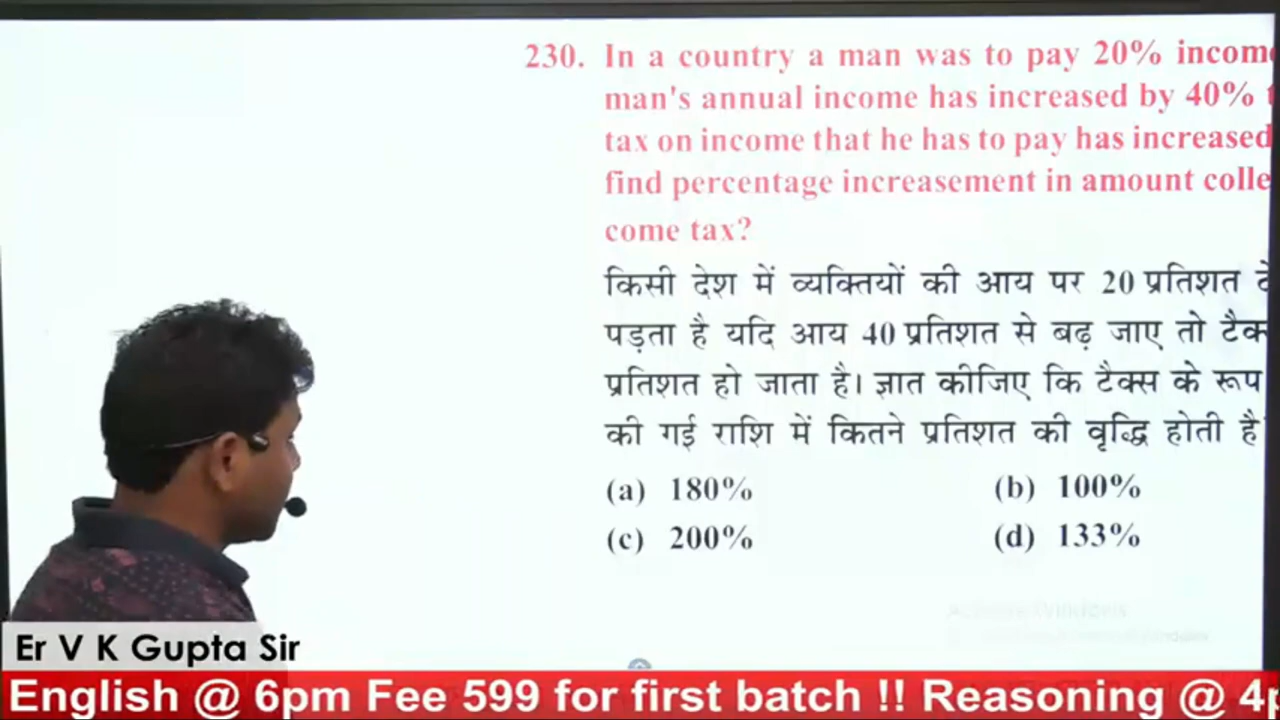 230. In a country a man was to pay 20% incom
man's annual income has increased by 40%
tax on income that he has to pay has increased
find percentage increasement in amount colle
come tax?
किसी देश में व्यक्तियों की आय पर 20 प्रतिशत
पड़ता है यदि आय 40 प्रतिशत से बढ़ जाए तो टैक्स
प्रतिशत हो जाता है। ज्ञात कीजिए कि टैक्स के रूप
की गई राशि में कितने प्रतिशत की वृद्धि होती है
(a) 180% (b) 100%
(c) 200% (d) 133%
Er V K Gupta Sir
English @ 6pm Fee 599 for first batch !! Reasoning @ 4p